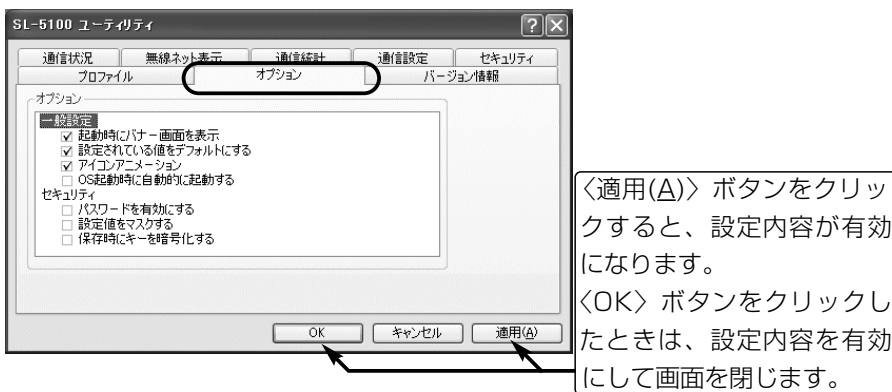 SL-5100 ユーティリティ
通信状況 無線ネット表示 通信統計 通信設定 セキュリティ
プロファイル オプション バージョン情報
オプション
一般設定
起動時にバナー画面を表示
設定されている値をデフォルトにする
アイコンアニメーション
OS起動時に自動的に起動する
セキュリティ
パスワードを有効にする
設定値をマスクする
保存時にキーを暗号化する
OK キャンセル 適用(A)
〈適用(A)〉ボタンをクリッ
クすると、設定内容が有効
になります。
〈OK〉ボタンをクリックし
たときは、設定内容を有効
にして画面を閉じます。